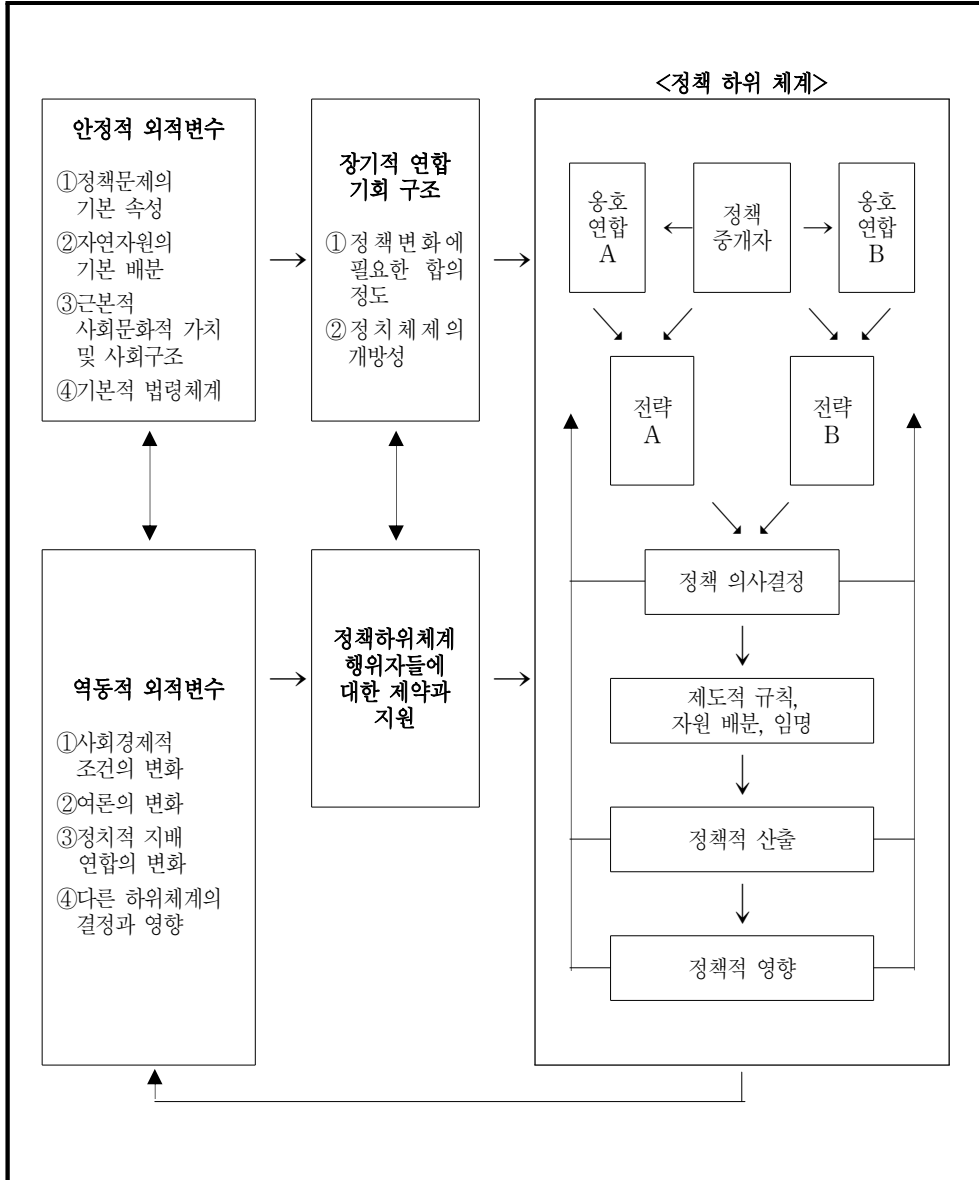 <정책 하위 체계>
안정적 외적변수
①정책문제의
기본 속성
②자연자원의
기본 배분
③근본적
사회문화적 가치
및 사회구조
④기본적 법령체계
장기적 연합
기회 구조
①정책변화에
필요한 합의
정도
②정치체제의
개방성
옹호
연합
A
정책
중개자
옹호
연합
B
전략
A
전략
B
정책 의사결정
제도적 규칙,
자원 배분, 임명
정책적 산출
정책적 영향
역동적 외적변수
①사회경제적
조건의 변화
②여론의 변화
③정치적 지배
연합의 변화
④다른 하위체계의
결정과 영향
정책하위체계
행위자들에
대한 제약과
지원